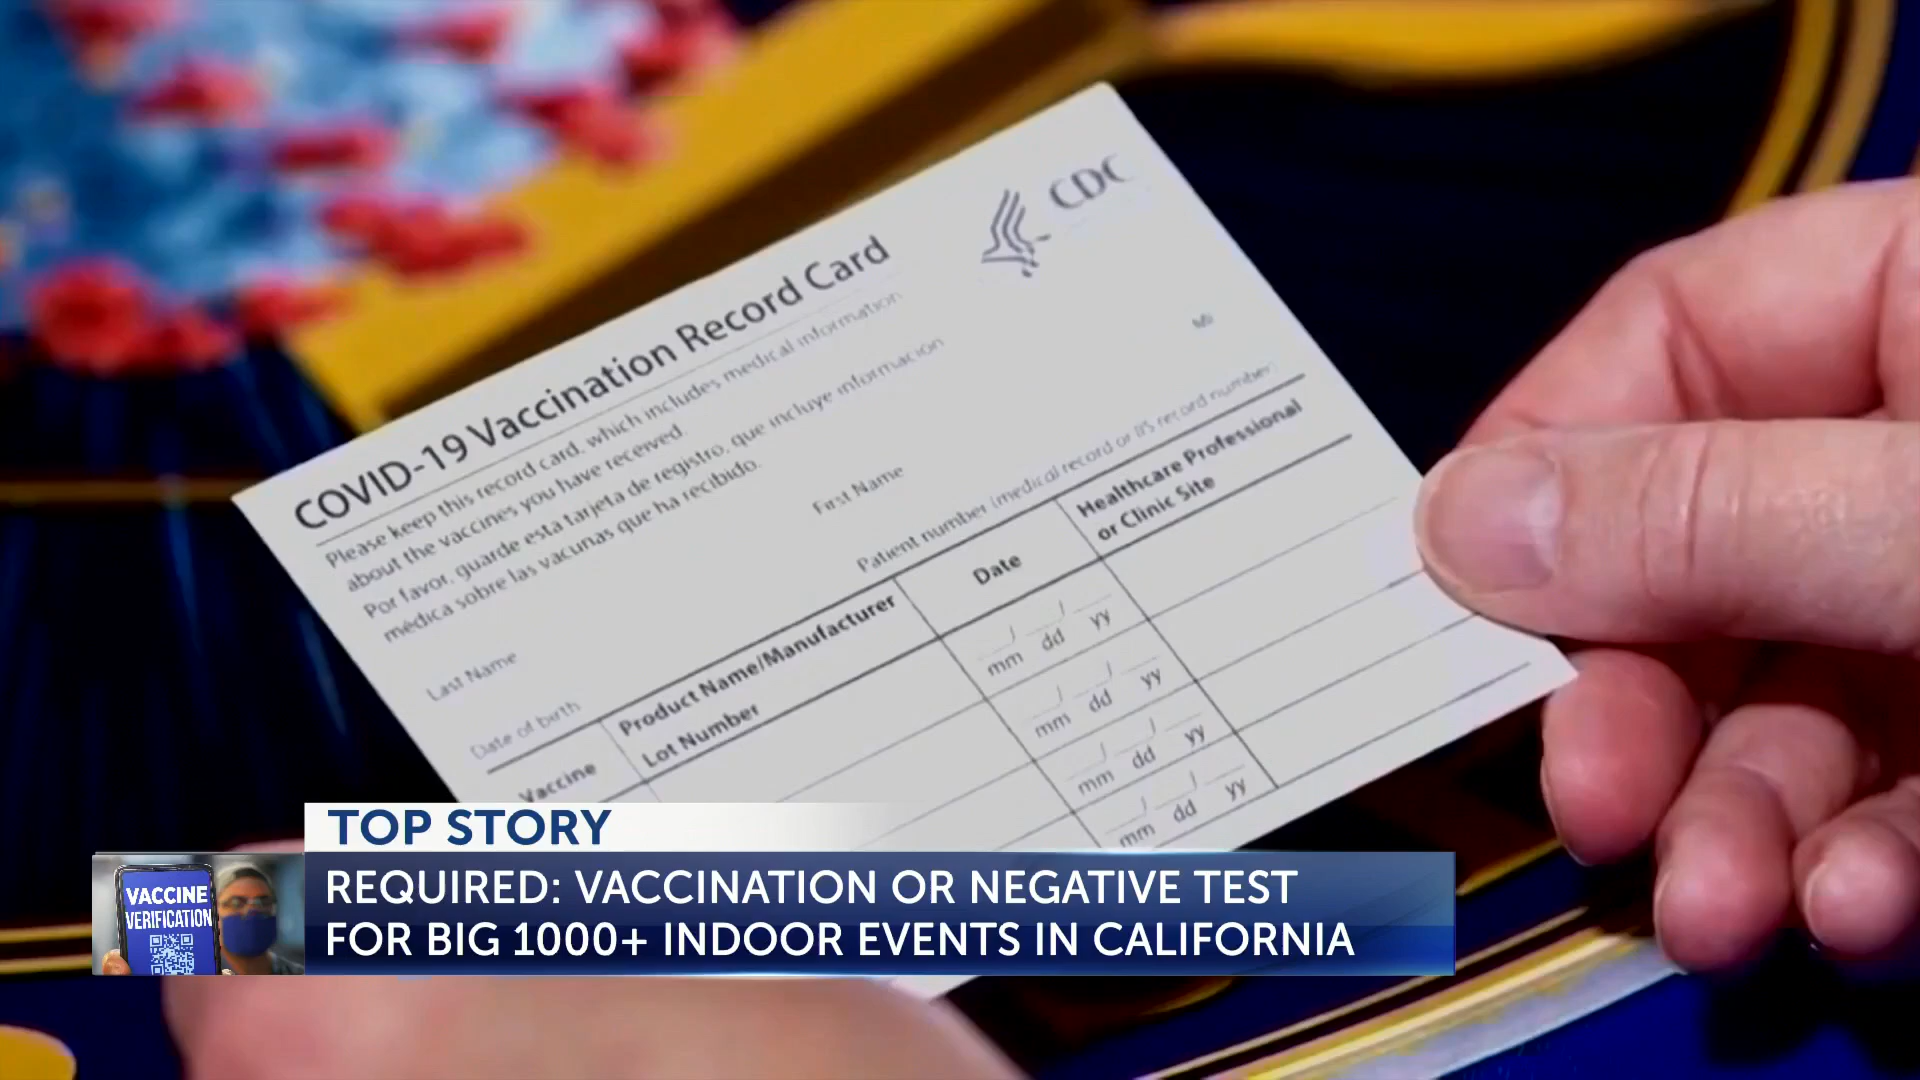 CDC
COVID-19 Vaccination Record Card
Please keep this record card, which includes medical information
about the vaccines you have received.
Por favor, guarde esta tarjeta de registro, que incluye información
médica sobre las vacunas que ha recibido.
MI
First Name
Last Name
Patient number (medical record or IIS record number)
Date of birth
Healthcare Professional
or Clinic Site
Date
Product Name/Manufacturer
Lot Number
Vaccine
mm dd yy
mm dd yy
mm dd yy
mm dd yy
TOP STORY
VACCINE
VERIFICATION
REQUIRED: VACCINATION OR NEGATIVE TEST
FOR BIG 1000+ INDOOR EVENTS IN CALIFORNIA